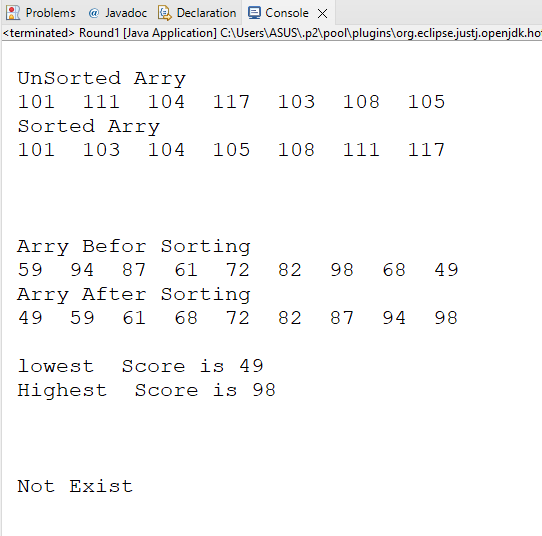 Problems @ Javadoc Declaration Console
<terminated> Round1 [Java Application] C:\Users\ASUS\.p2\pool\plugins\org.eclipse.justj.openjdk.ho
UnSorted Arry
101 111 104 117 103 108 105
Sorted Arry
101 103 104 105 108 111 117
Arry Befor Sorting
59 94 87 61 72 82 98 68 49
Arry After Sorting
49 59 61 68 72 82 87 94 98
lowest Score is 49
Highest Score is 98
Not Exist